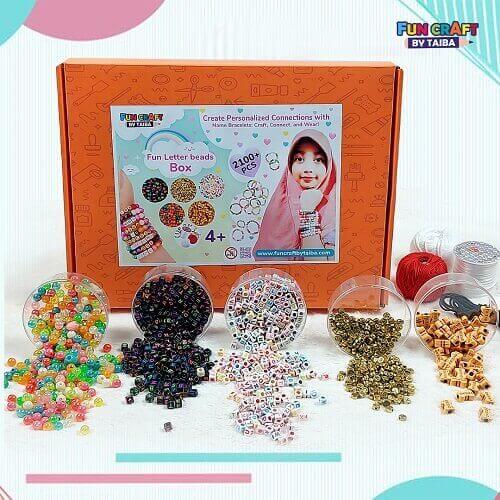 FUN CRAFT
BY TAIBA
FUN CRAFT
BY TAIBA
Create Personalized Connections with
Name Bracelets: Craft, Connect, and Wear!
Fun Letter beads
Box
2100+
PCS
4+
www.funcraftbytaiba.com